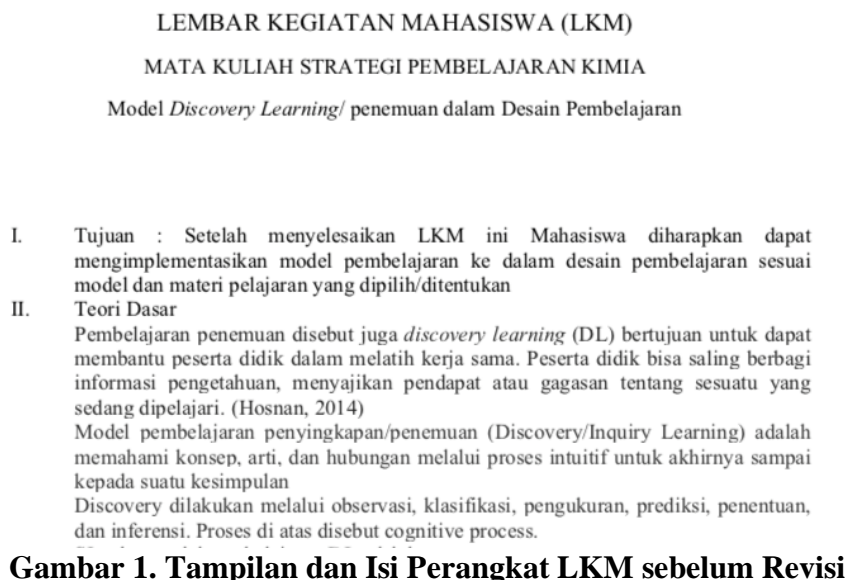 LEMBAR KEGIATAN MAHASISWA (LKM)
MATA KULIAH STRATEGI PEMBELAJARAN KIMIA
Model Discovery Learning/ penemuan dalam Desain Pembelajaran
I. Tujuan : Setelah menyelesaikan LKM ini Mahasiswa diharapkan dapat
mengimplementasikan model pembelajaran ke dalam desain pembelajaran sesuai
model dan materi pelajaran yang dipilih/ditentukan
II. Teori Dasar
Pembelajaran penemuan disebut juga discovery learning (DL) bertujuan untuk dapat
membantu peserta didik dalam melatih kerja sama. Peserta didik bisa saling berbagi
informasi pengetahuan, menyajikan pendapat atau gagasan tentang sesuatu yang
sedang dipelajari. (Hosnan, 2014)
Model pembelajaran penyingkapan/penemuan (Discovery/Inquiry Learning) adalah
memahami konsep, arti, dan hubungan melalui proses intuitif untuk akhirnya sampai
kepada suatu kesimpulan
Discovery dilakukan melalui observasi, klasifikasi, pengukuran, prediksi, penentuan,
dan inferensi. Proses di atas disebut cognitive process.
Gambar 1. Tampilan dan Isi Perangkat LKM sebelum Revisi